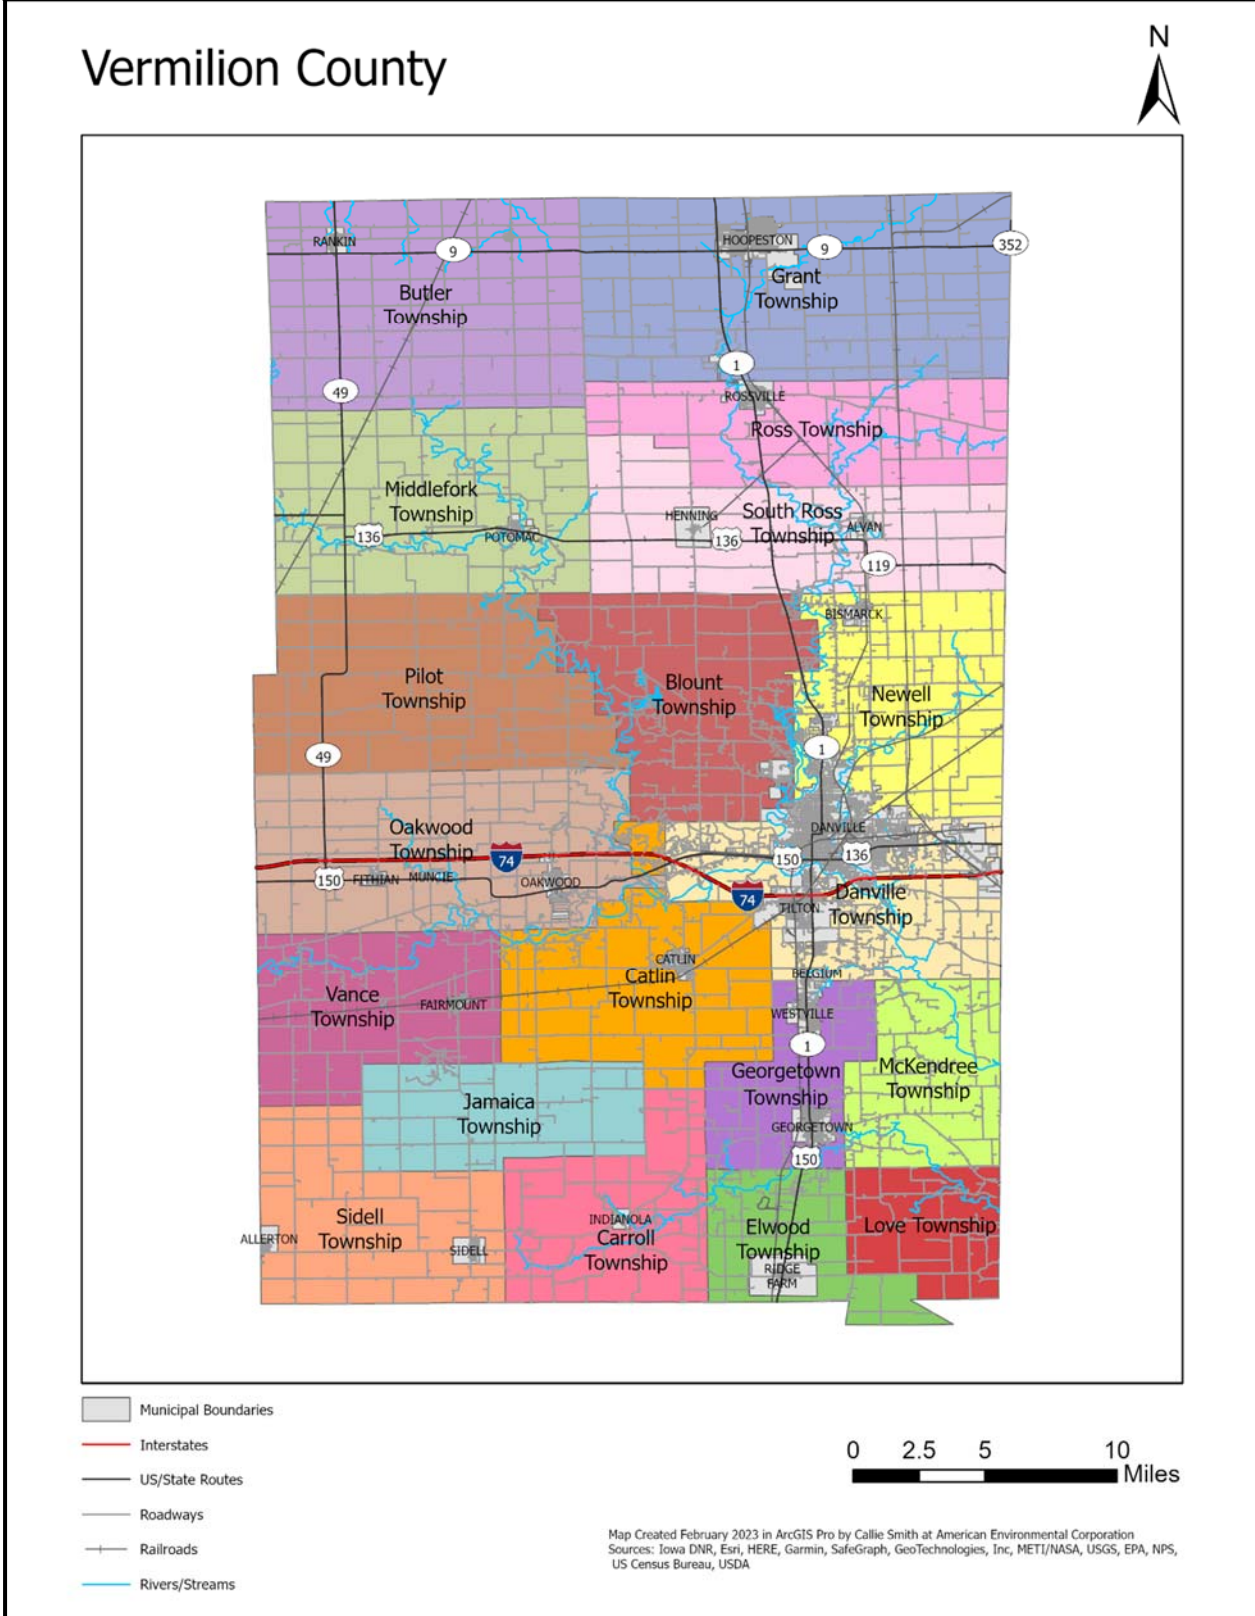 Vermilion County
N
RANKIN
HOOPESTON
9
9
352
Grant
Township
Butler
Township
1
49
ROSSVILLE
Ross Township
Middlefork
Township
HENNING
South Ross
Township
ALVAN
136
POTOMAC
136
119
BISMARCK
Pilot
Township
Blount
Township
Newell
Township
49
1
Oakwood
Township
DANVILLE
74
150
136
150
FITHIAN
MUNCIE
OAKWOOD
74
Danville
Township
TILTON
CATLIN
Catlin
Township
BELGIUM
Vance
Township
FAIRMOUNT
WESTVILLE
1
Georgetown
Township
McKendree
Township
Jamaica
Township
GEORGETOWN
150
Sidell
Township
INDIANOLA
Carroll
Township
Elwood
Township
Love Township
ALLERTON
SIDELL
RIDGE
FARM
Municipal Boundaries
Interstates
US/State Routes
Roadways
Railroads
Rivers/Streams
0 2.5 5 10
Miles
Map Created February 2023 in ArcGIS Pro by Callie Smith at American Environmental Corporation
Sources: Iowa DNR, Esri, HERE, Garmin, SafeGraph, GeoTechnologies, Inc, METI/NASA, USGS, EPA, NPS,
US Census Bureau, USDA